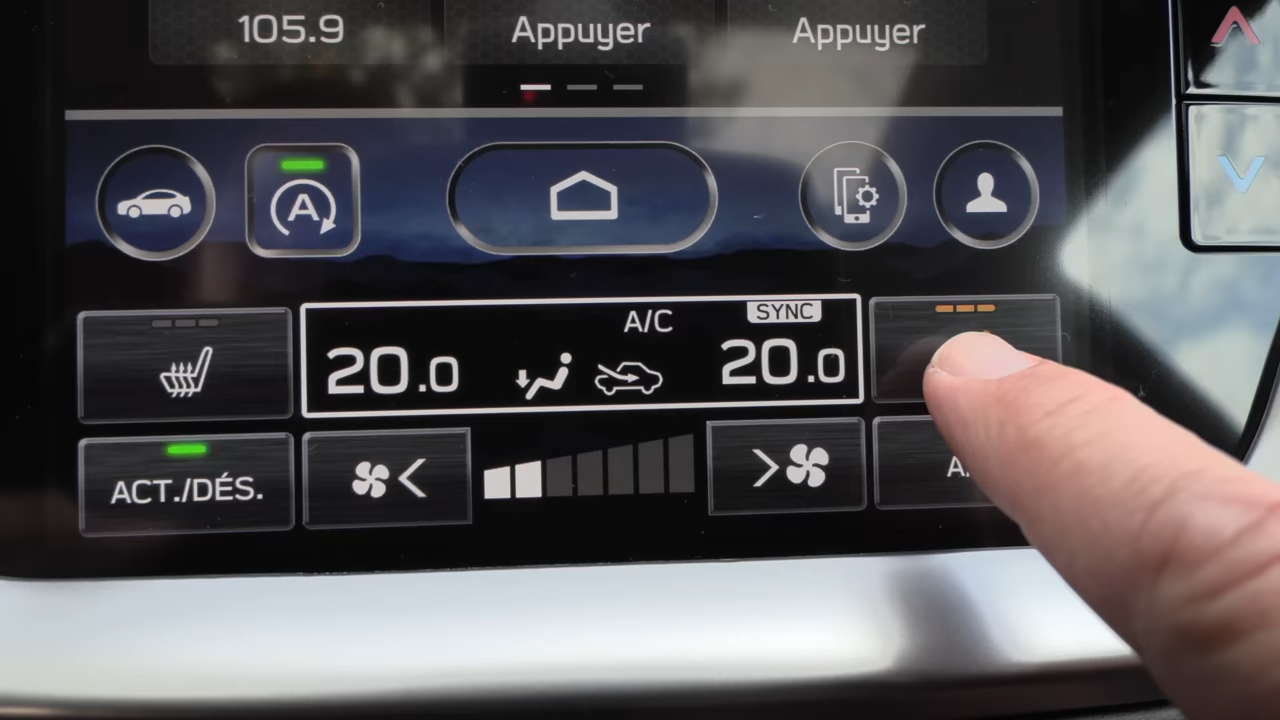 105.9
Appuyer
Appuyer
A
A/C
SYNC
20.0
20.0
ACT./DÉS.